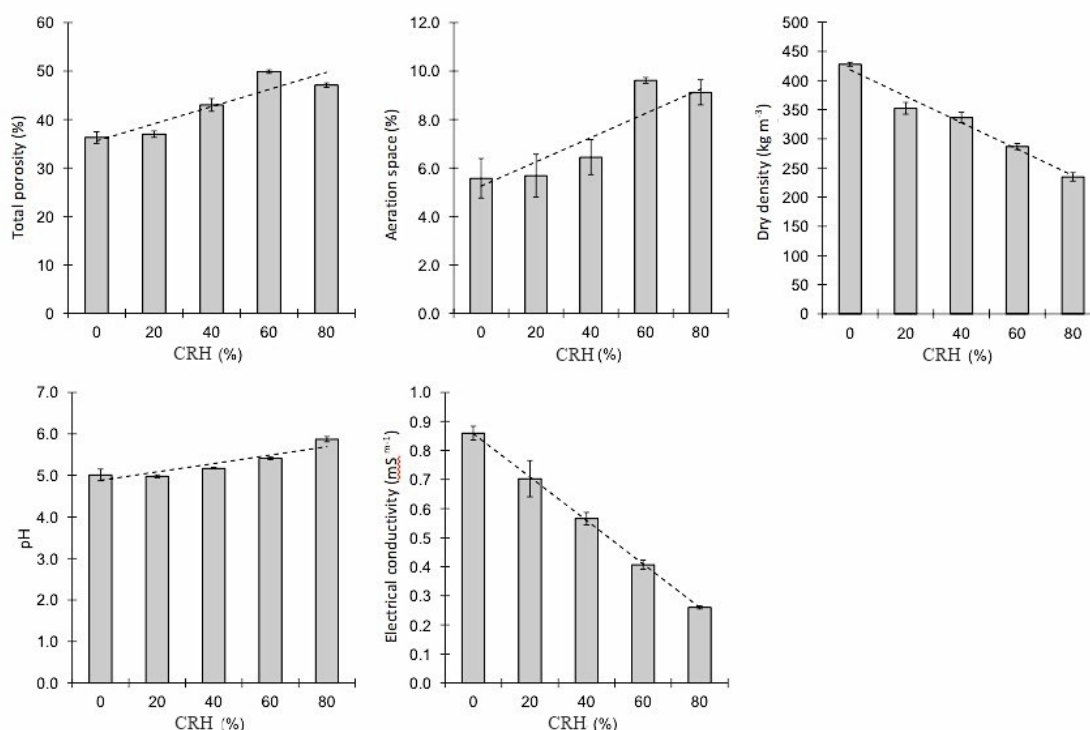 Total porosity (%)
60
50
40
30
20
10
0
0 20 40 60 80
CRH (%)
Aeration space (%)
12.0
10.0
8.0
6.0
4.0
2.0
0.0
0 20 40 60 80
CRH(%)
Dry density (kg m⁻³)
500
450
400
350
300
250
200
150
100
50
0
0 20 40 60 80
CRH (%)
pH
7.0
6.0
5.0
4.0
3.0
2.0
1.0
0.0
0 20 40 60 80
CRH (%)
Electrical conductivity (mS m⁻¹)
1.0
0.9
0.8
0.7
0.6
0.5
0.4
0.3
0.2
0.1
0.0
0 20 40 60 80
CRH (%)